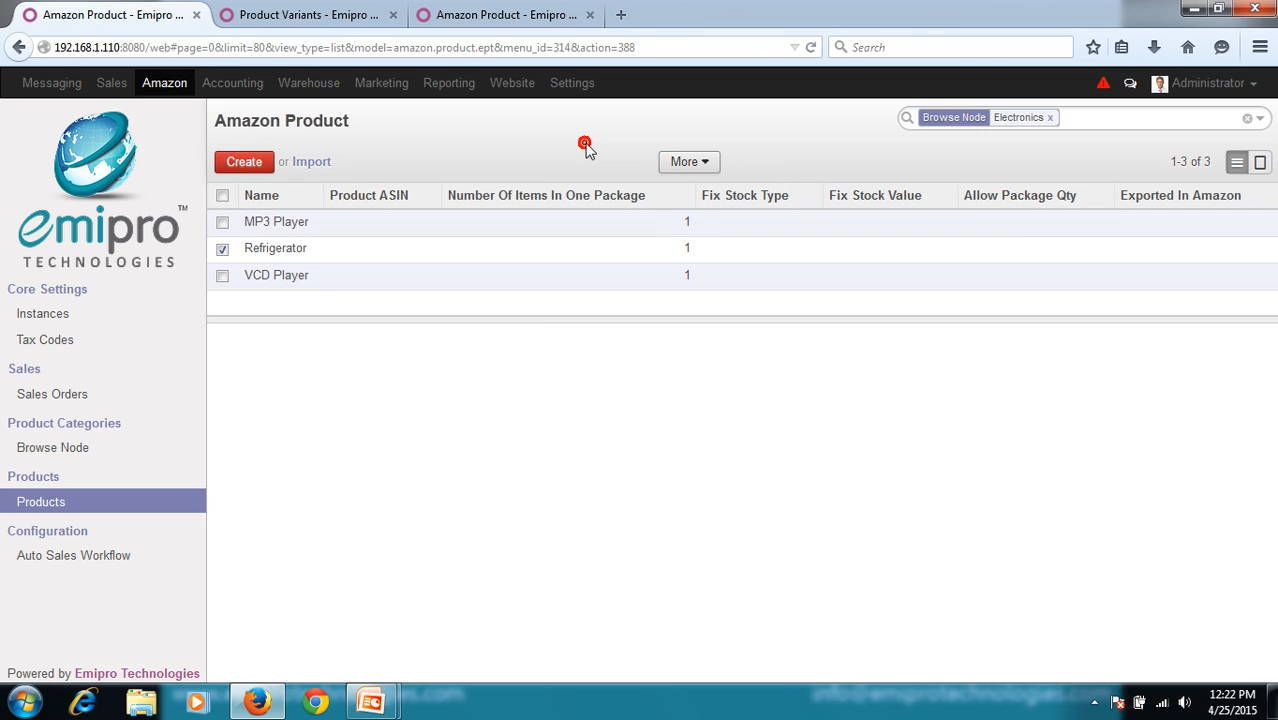 Amazon Product - Emipro ... ×
Product Variants - Emipro ... ×
Amazon Product - Emipro ... ×
192.168.1.110:8080/web#page=0&limit=80&view_type=list&model=amazon.product.ept&menu_id=314&action=388
Search
Messaging Sales Amazon Accounting Warehouse Marketing Reporting Website Settings
Administrator
Amazon Product
Browse Node Electronics x
Create or Import
More
1-3 of 3
Name Product ASIN Number Of Items In One Package Fix Stock Type Fix Stock Value Allow Package Qty Exported In Amazon
MP3 Player 1
Refrigerator 1
VCD Player 1
emipro™
TECHNOLOGIES
Core Settings
Instances
Tax Codes
Sales
Sales Orders
Product Categories
Browse Node
Products
Products
Configuration
Auto Sales Workflow
Powered by Emipro Technologies
12:22 PM
4/25/2015